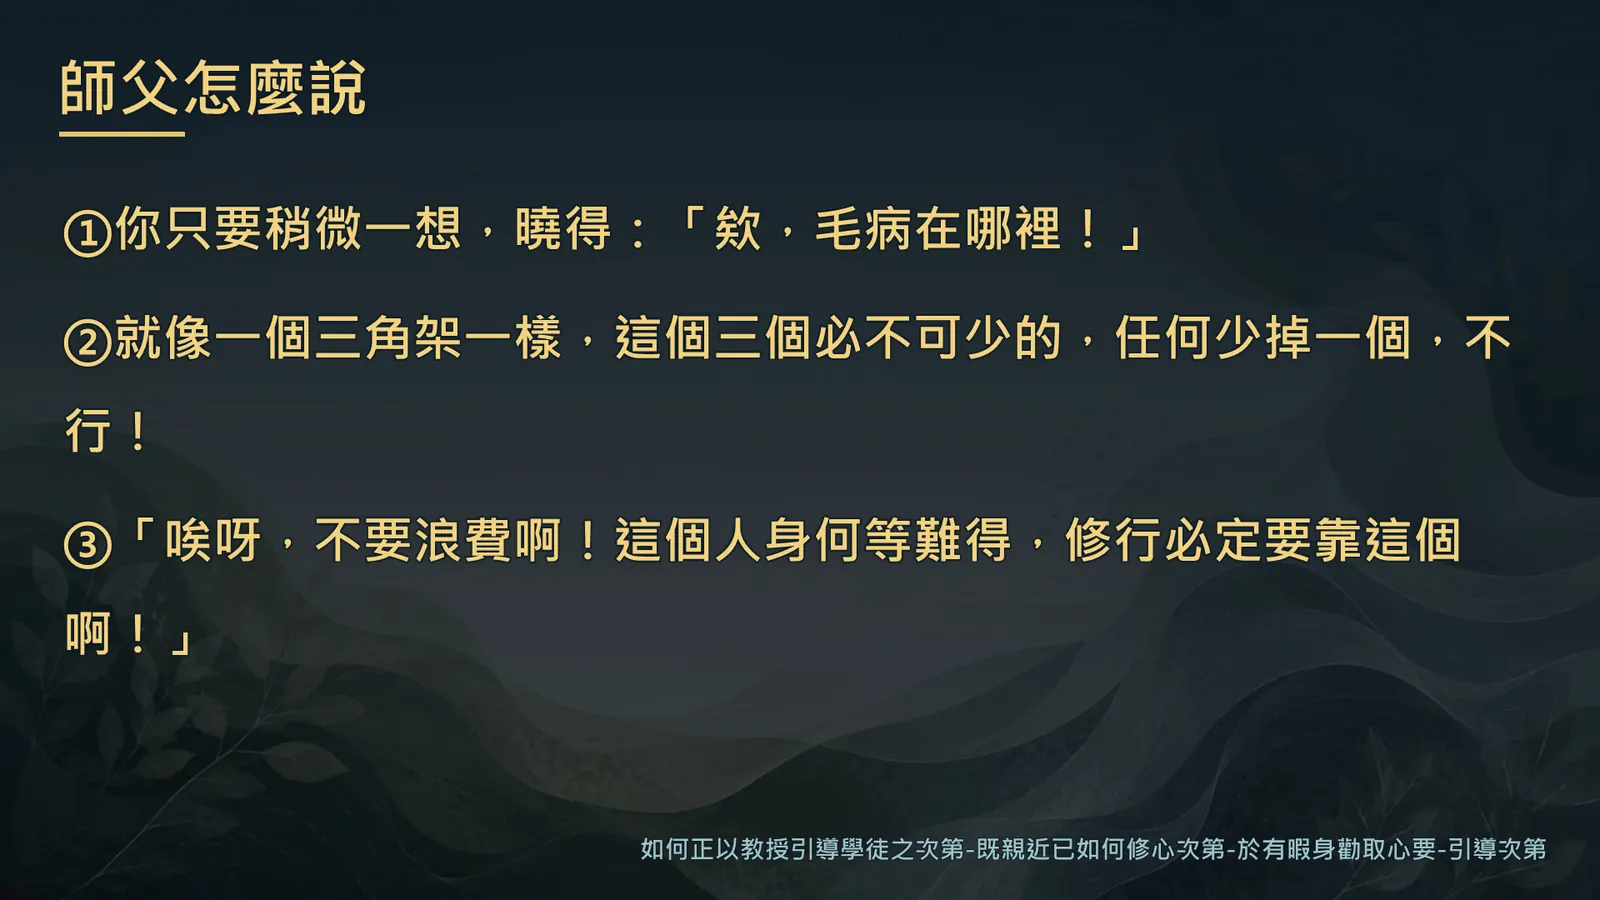 師父怎麼說
①你只要稍微一想，曉得：「欸，毛病在哪裡！」
②就像一個三角架一樣，這個三個必不可少的，任何少掉一個，不
行！
③「唉呀，不要浪費啊！這個人身何等難得，修行必定要靠這個
啊！」
如何正以教授引導學徒之次第-既親近已如何修心次第-於有暇身勸取心要-引導次第